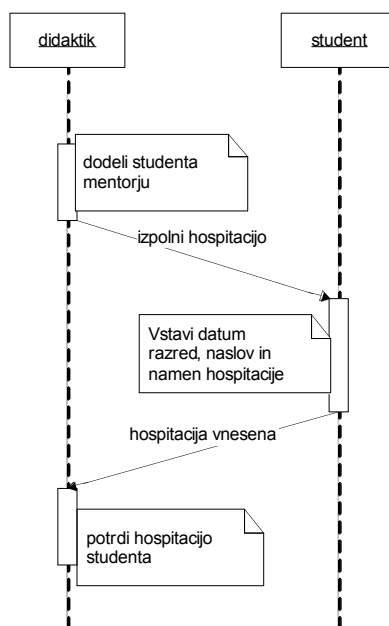 didaktik
student
dodeli studenta
mentorju
izpolni hospitacijo
Vstavi datum
razred, naslov in
namen hospitacije
hospitacija vnesena
potrdi hospitacijo
studenta